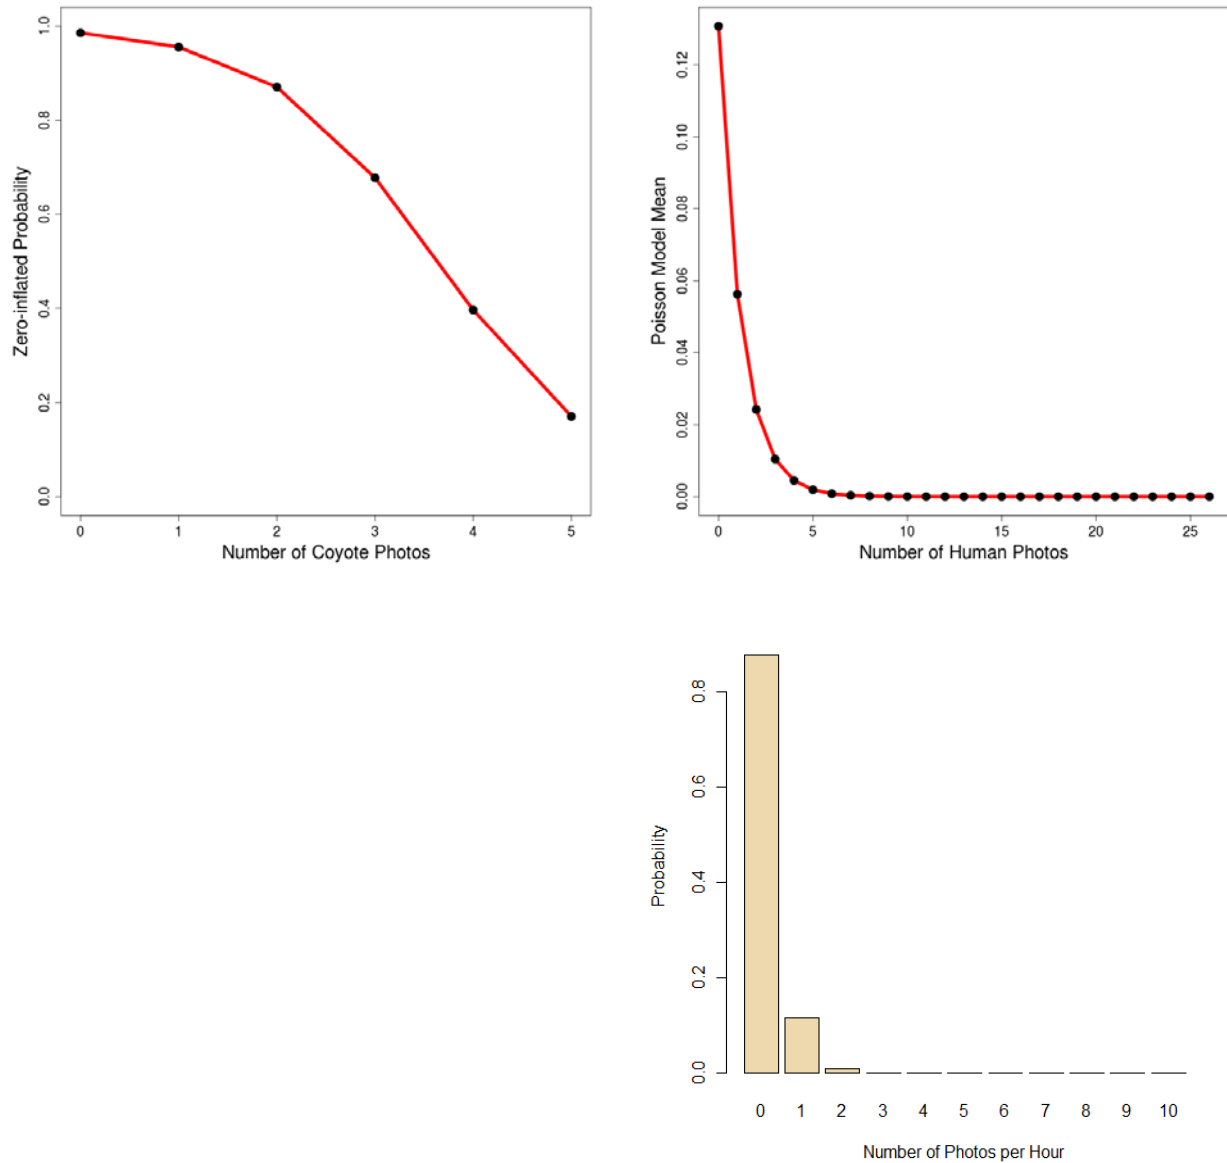 1.0
0.8
0.6
0.4
0.2
0.0
Zero-inflated Probability
0 1 2 3 4 5
Number of Coyote Photos
0.12
0.10
0.08
0.06
0.04
0.02
0.00
Poisson Model Mean
0 5 10 15 20 25
Number of Human Photos
0.8
0.6
0.4
0.2
0.0
Probability
0 1 2 3 4 5 6 7 8 9 10
Number of Photos per Hour